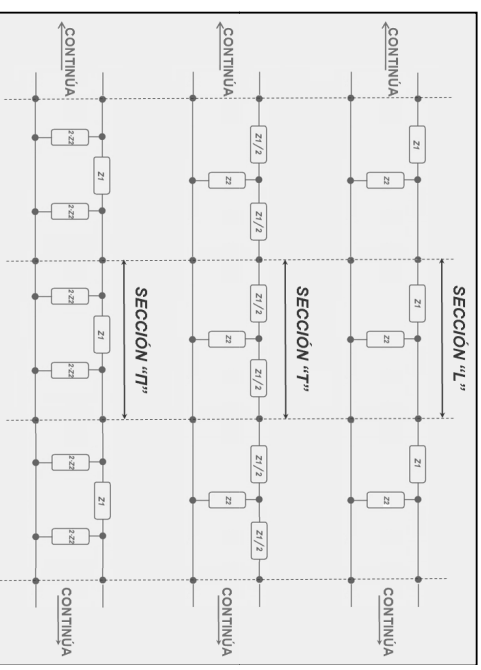 SECCIÓN “L”
CONTINÚA
Z1
Z2
Z1
Z2
Z1
Z2
CONTINÚA
SECCIÓN “T”
CONTINÚA
Z1/2
Z2
Z1/2
Z1/2
Z2
Z1/2
Z1/2
Z2
Z1/2
CONTINÚA
SECCIÓN “Π”
CONTINÚA
Z1
2·Z2
2·Z2
Z1
2·Z2
2·Z2
Z1
2·Z2
2·Z2
CONTINÚA